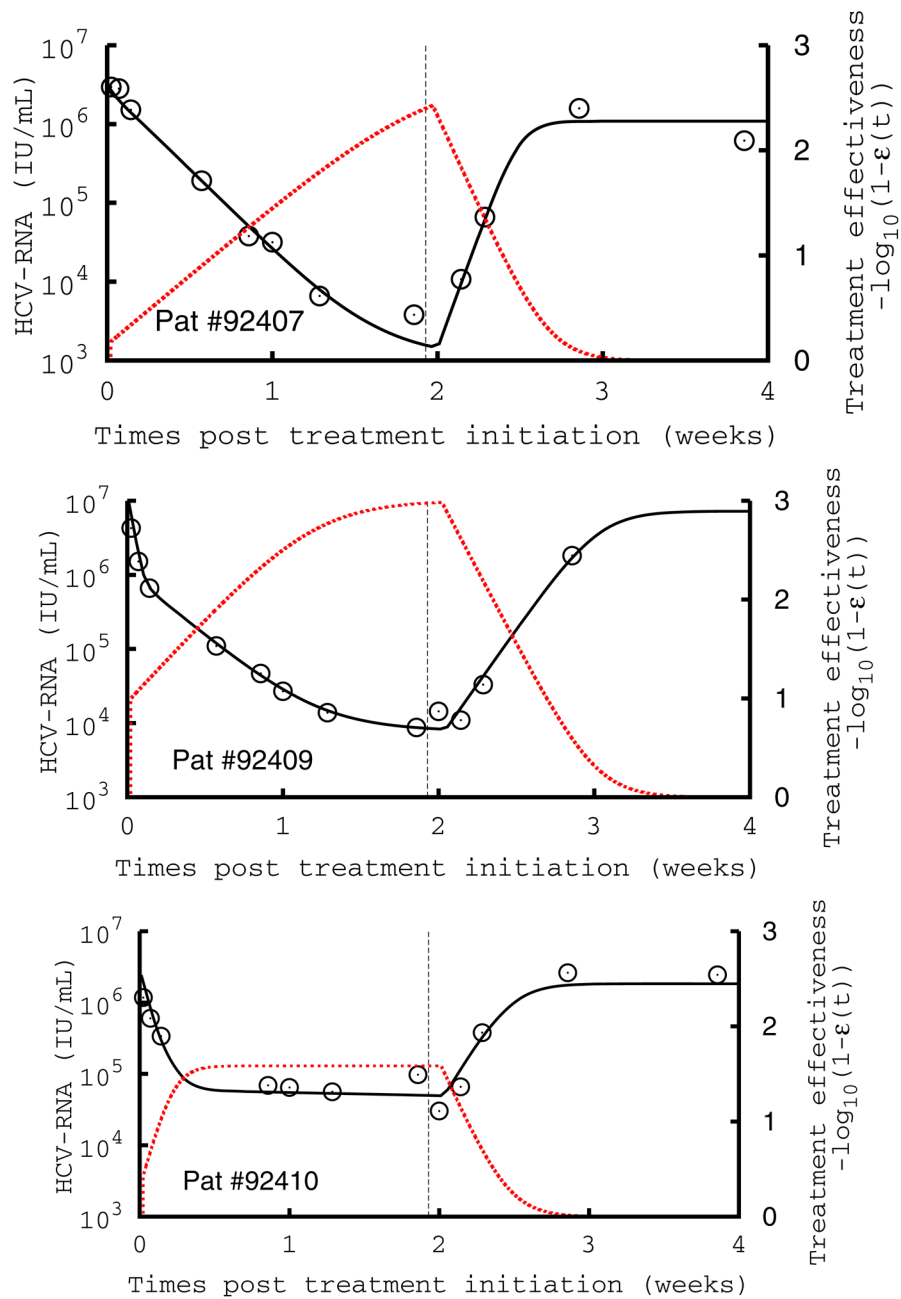 HCV-RNA (IU/mL)
10^7
10^6
10^5
10^4
10^3
3
2
1
0
Treatment effectiveness
-log10(1-ε(t))
Pat #92407
0 1 2 3 4
Times post treatment initiation (weeks)
HCV-RNA (IU/mL)
10^7
10^6
10^5
10^4
10^3
3
2
1
0
Treatment effectiveness
-log10(1-ε(t))
Pat #92409
0 1 2 3 4
Times post treatment initiation (weeks)
HCV-RNA (IU/mL)
10^7
10^6
10^5
10^4
10^3
3
2
1
0
Treatment effectiveness
-log10(1-ε(t))
Pat #92410
0 1 2 3 4
Times post treatment initiation (weeks)